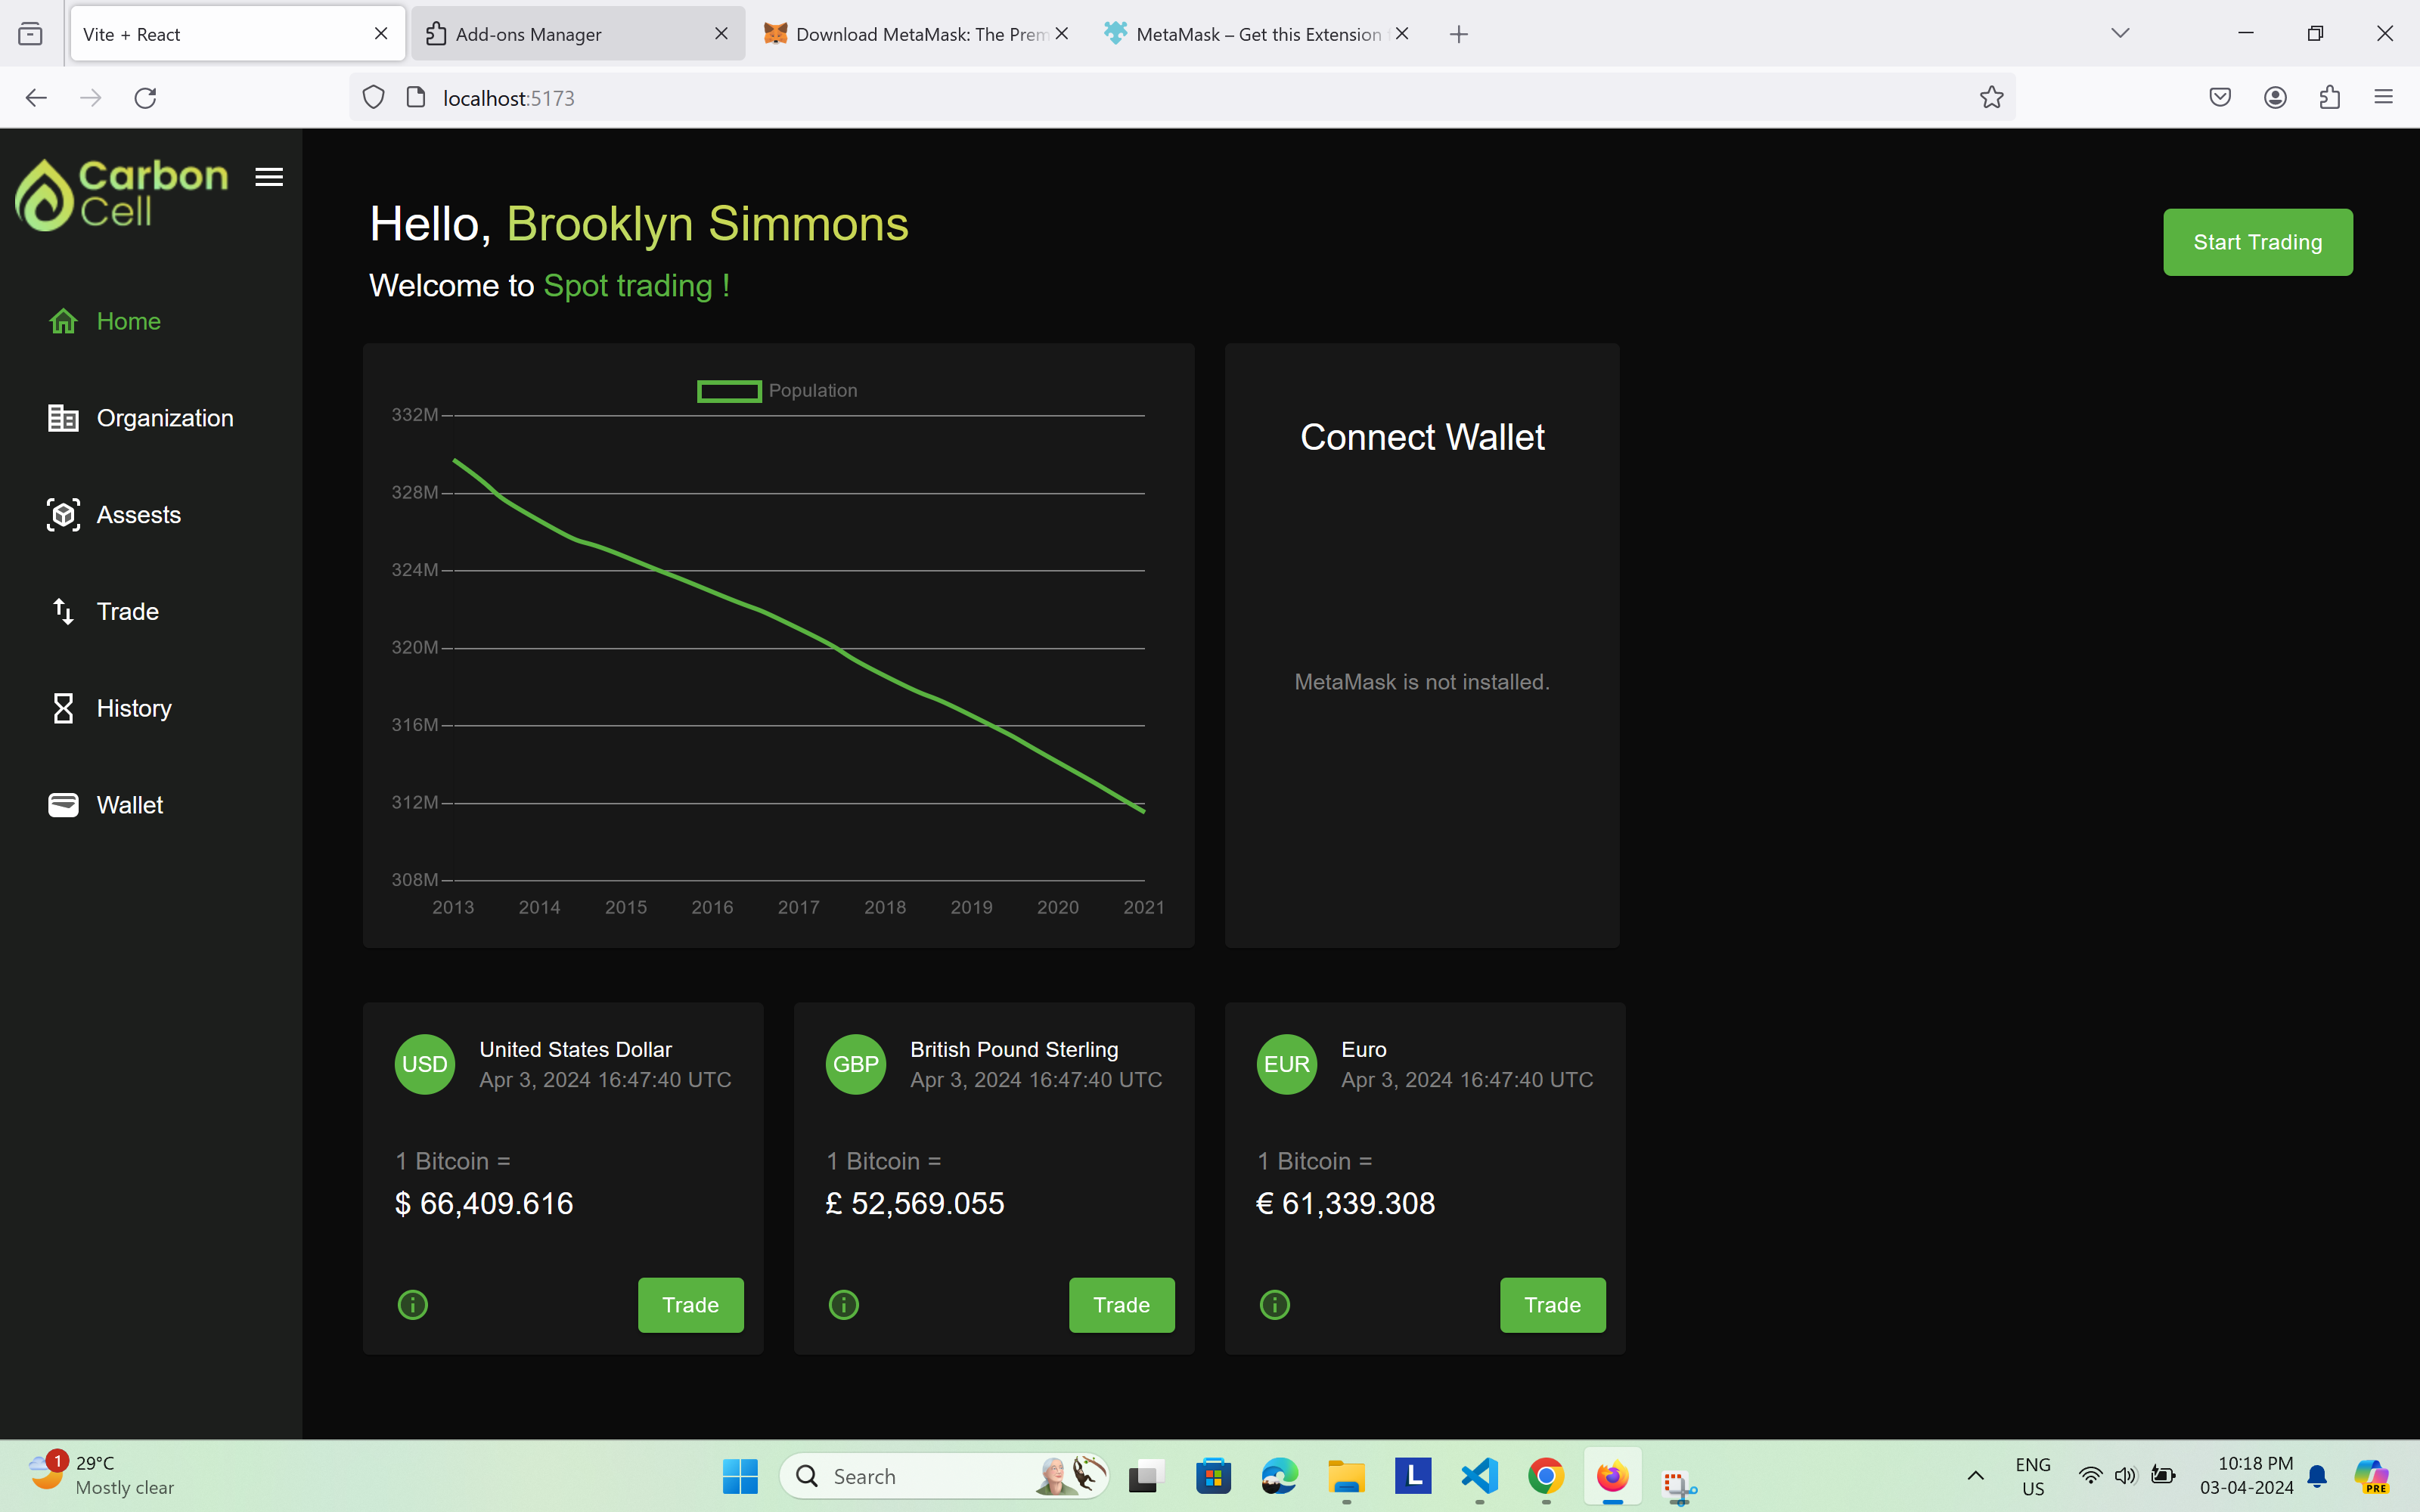 Vite + React
Add-ons Manager
Download MetaMask: The Prem
MetaMask – Get this Extension
localhost:5173
Carbon
Cell
Hello, Brooklyn Simmons
Welcome to Spot trading !
Start Trading
Home
Organization
Assests
Trade
History
Wallet
Population
332M
328M
324M
320M
316M
312M
308M
2013 2014 2015 2016 2017 2018 2019 2020 2021
Connect Wallet
MetaMask is not installed.
USD
United States Dollar
Apr 3, 2024 16:47:40 UTC
1 Bitcoin =
$ 66,409.616
Trade
GBP
British Pound Sterling
Apr 3, 2024 16:47:40 UTC
1 Bitcoin =
£ 52,569.055
Trade
EUR
Euro
Apr 3, 2024 16:47:40 UTC
1 Bitcoin =
€ 61,339.308
Trade
1
29°C
Mostly clear
Search
L
ENG
US
10:18 PM
03-04-2024
PRE